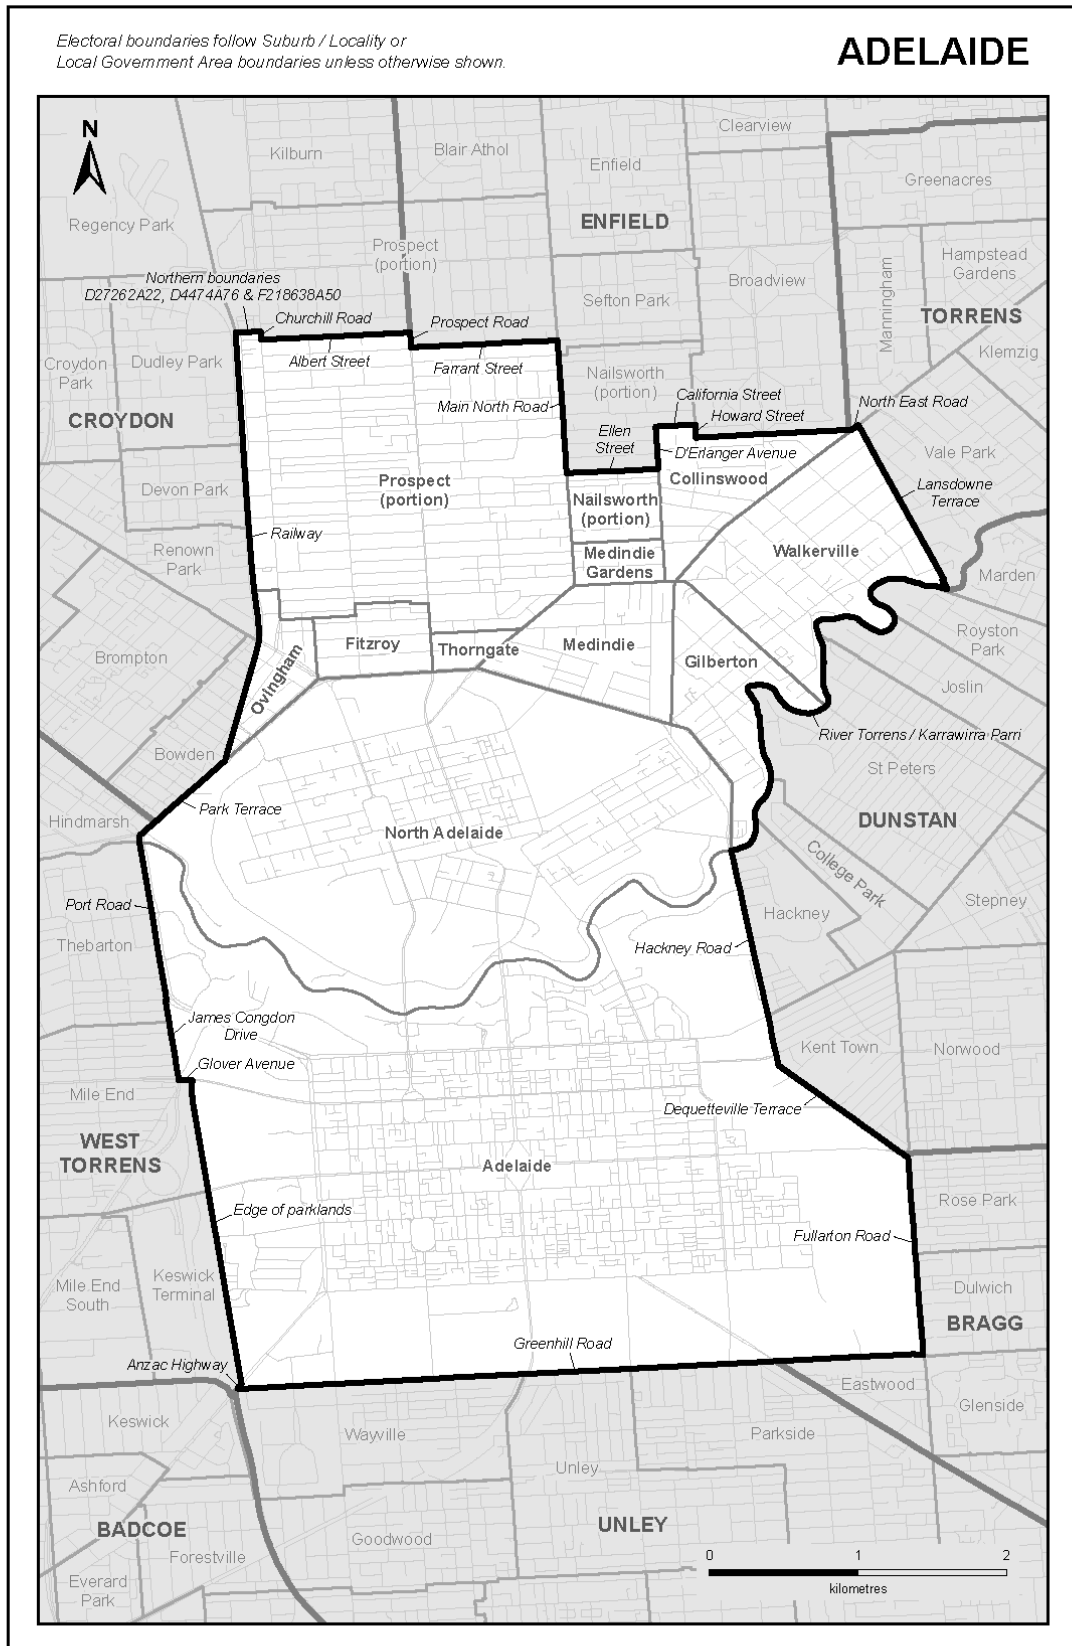 Electoral boundaries follow Suburb / Locality or
Local Government Area boundaries unless otherwise shown.
ADELAIDE
N
Clearview
Kilburn
Blair Athol
Enfield
Greenacres
Regency Park
ENFIELD
Prospect
(portion)
Hampstead
Gardens
Northern boundaries
D27262A22, D4474A76 & F218638A50
Broadview
Manningham
Sefton Park
TORRENS
Churchill Road
Prospect Road
Klemzig
Croydon
Park
Dudley Park
Albert Street
Farrant Street
Nailsworth
(portion)
California Street
Main North Road
North East Road
Howard Street
CROYDON
Ellen
Street
D'Erlanger Avenue
Vale Park
Collinswood
Lansdowne
Terrace
Devon Park
Prospect
(portion)
Nailsworth
(portion)
Railway
Renown
Park
Medindie
Gardens
Walkerville
Marden
Royston
Park
Brompton
Fitzroy
Thorngate
Medindie
Gilberton
Ovingham
Joslin
River Torrens / Karrawirra Parri
Bowden
St Peters
Park Terrace
Hindmarsh
North Adelaide
DUNSTAN
College Park
Port Road
Stepney
Hackney
Thebarton
Hackney Road
James Congdon
Drive
Kent Town
Norwood
Glover Avenue
Mile End
Dequetteville Terrace
WEST
TORRENS
Adelaide
Rose Park
Edge of parklands
Fullarton Road
Mile End
South
Keswick
Terminal
Dulwich
BRAGG
Greenhill Road
Anzac Highway
Eastwood
Glenside
Keswick
Wayville
Parkside
Unley
Ashford
BADCOE
UNLEY
Goodwood
Forestville
Everard
Park
0 1 2
kilometres